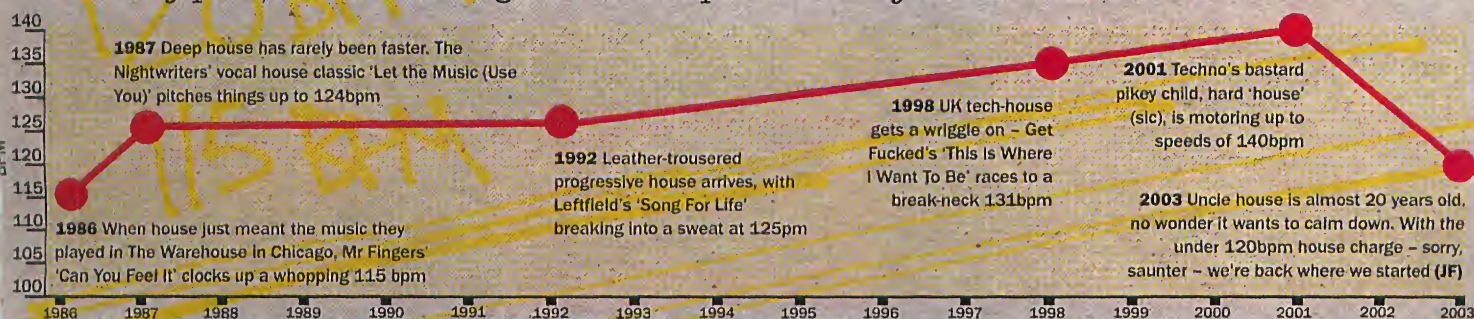 140
135
130
125
120
115
110
105
100
BPM
1987 Deep house has rarely been faster. The
Nightwriters' vocal house classic 'Let the Music (Use
You)' pitches things up to 124bpm
1986 When house just meant the music they
played in The Warehouse in Chicago, Mr Fingers'
'Can You Feel It' clocks up a whopping 115 bpm
1992 Leather-trousered
progressive house arrives, with
Leftfield's 'Song For Life'
breaking into a sweat at 125pm
1998 UK tech-house
gets a wriggle on – Get
Fucked's 'This Is Where
I Want To Be' races to a
break-neck 131bpm
2001 Techno's bastard
pikey child, hard 'house'
(sic), is motoring up to
speeds of 140bpm
2003 Uncle house is almost 20 years old,
no wonder it wants to calm down. With the
under 120bpm house charge – sorry,
saunter – we're back where we started (JF)
1986 1987 1988 1989 1990 1991 1992 1993 1994 1995 1996 1997 1998 1999 2000 2001 2002 2003